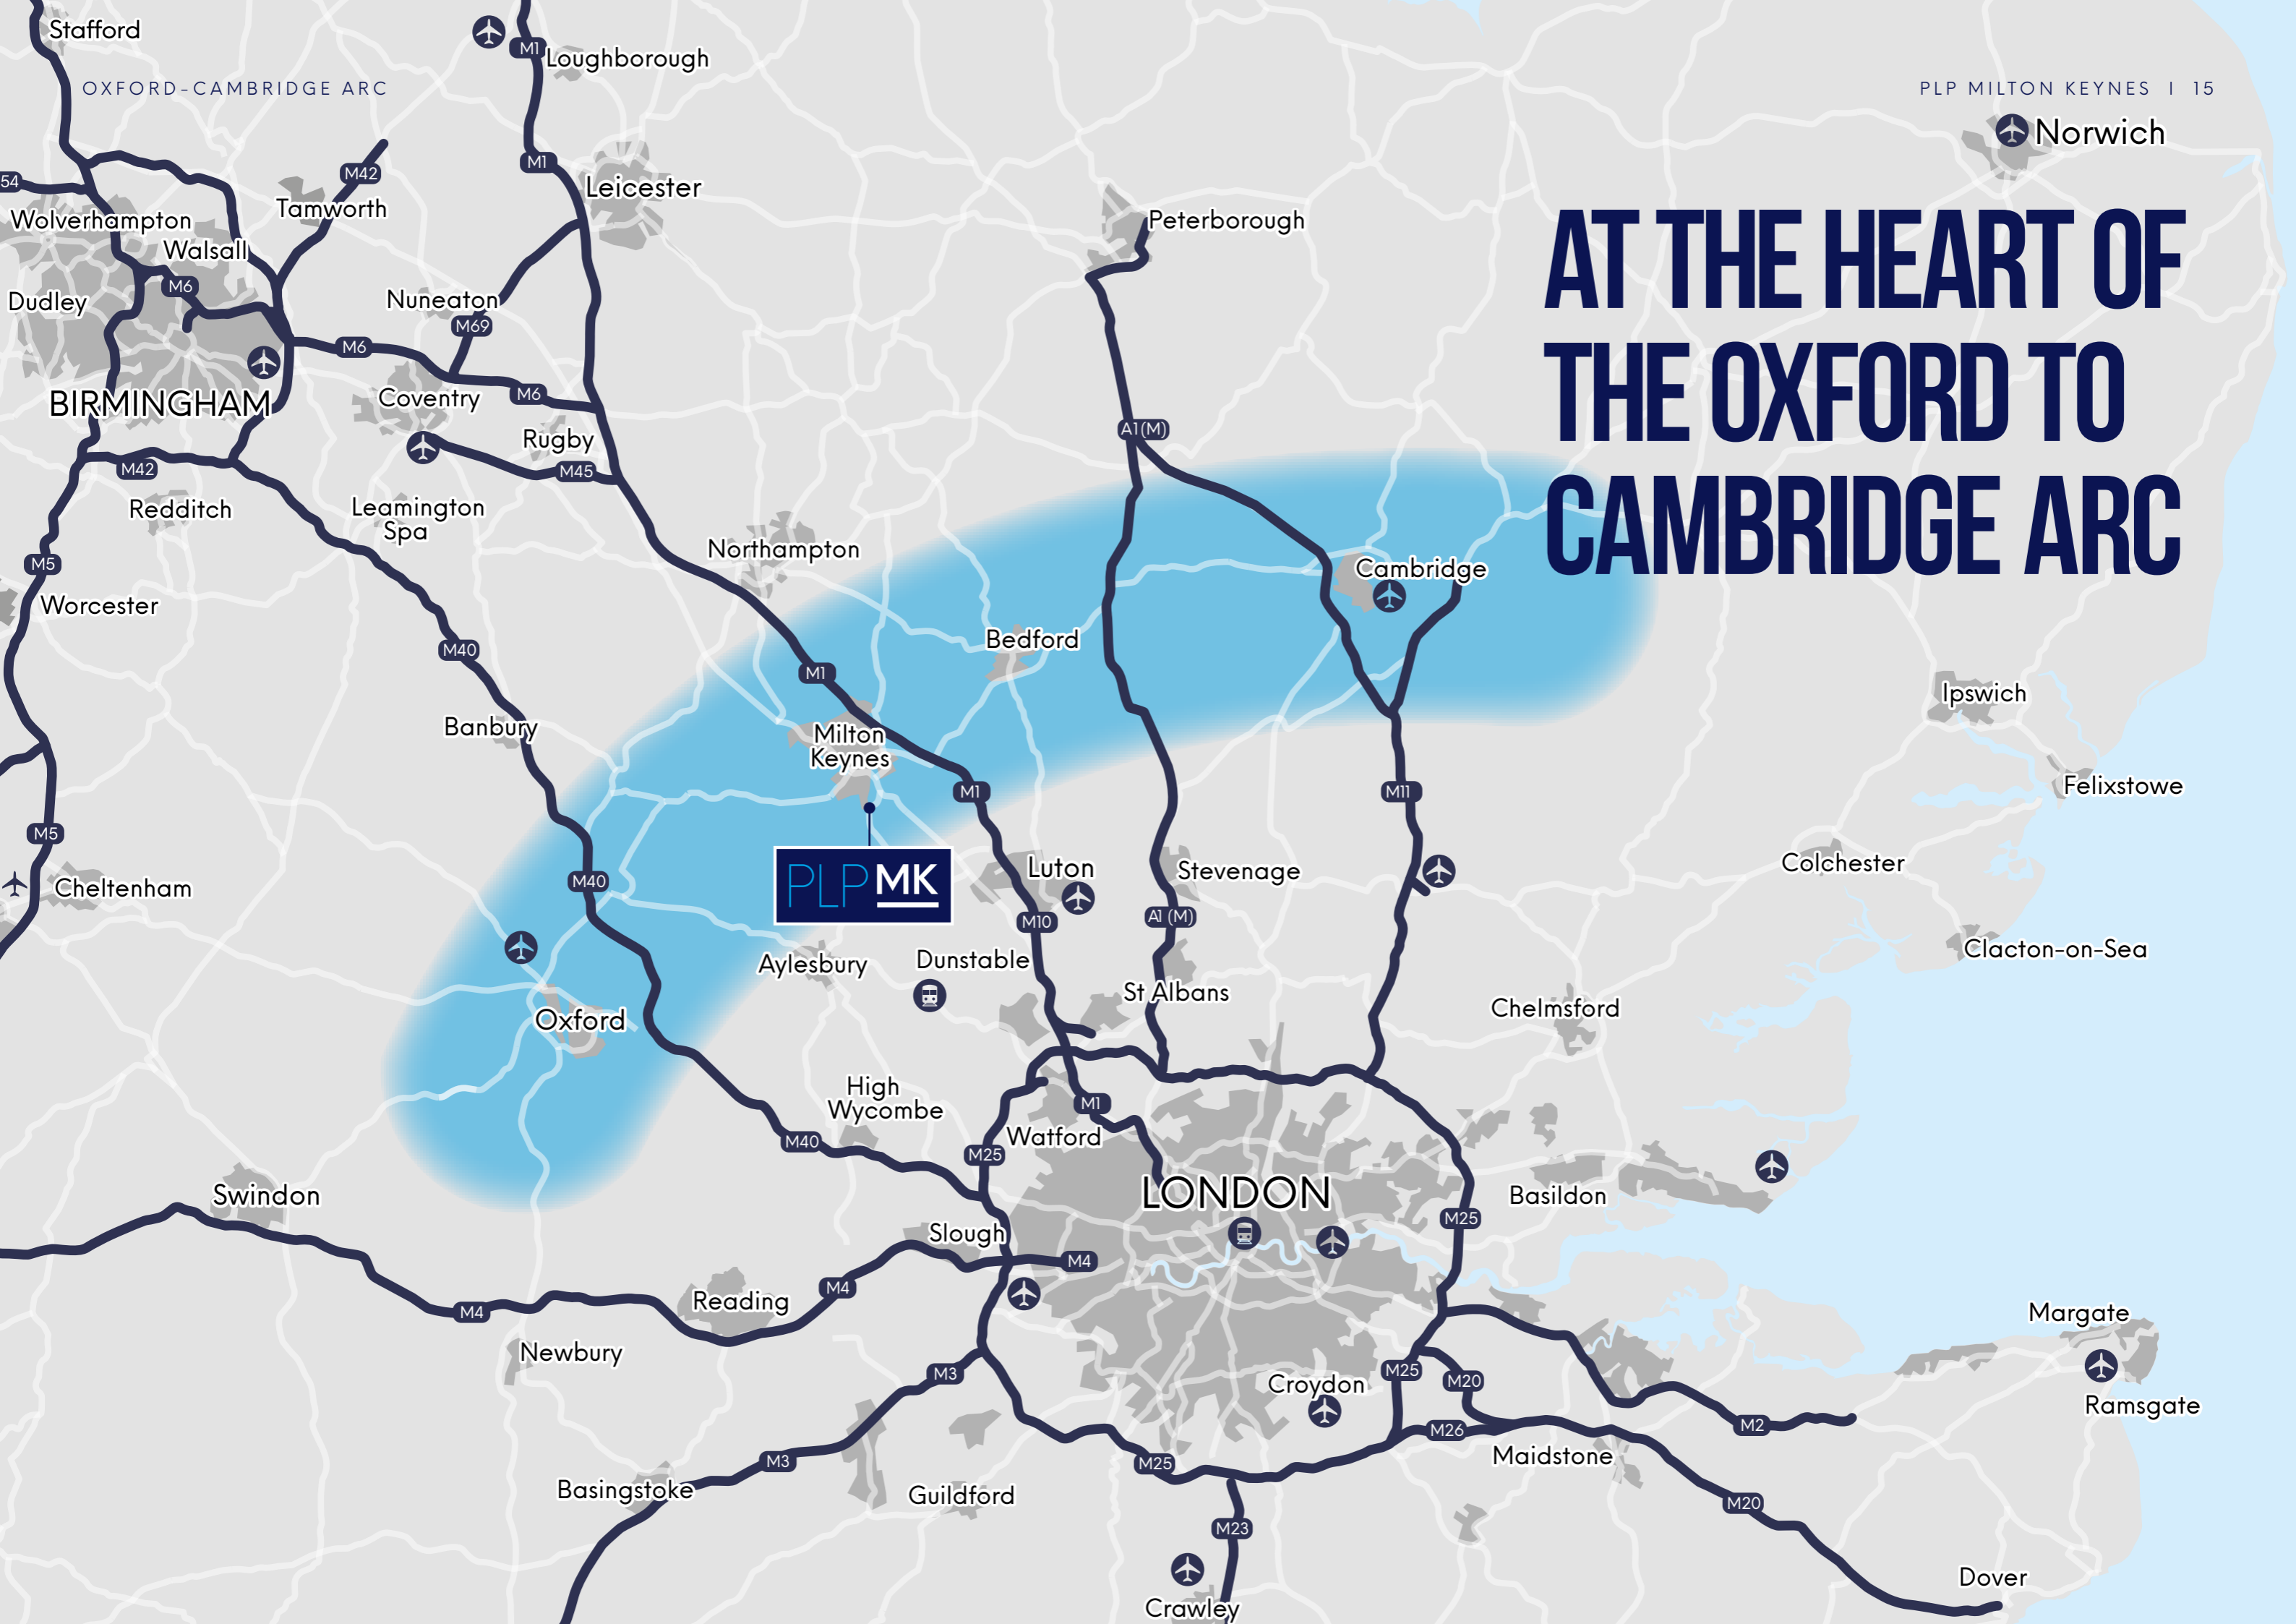 Stafford
M1
Loughborough
OXFORD-CAMBRIDGE ARC
PLP MILTON KEYNES | 15
Norwich
M1
M42
54
Leicester
Tamworth
Wolverhampton
Walsall
Peterborough
AT THE HEART OF
THE OXFORD TO
CAMBRIDGE ARC
M6
Dudley
Nuneaton
M69
M6
BIRMINGHAM
Coventry
M6
A1(M)
Rugby
M42
M45
Redditch
Leamington
Spa
Northampton
M5
Worcester
Cambridge
Bedford
M40
M1
Ipswich
Banbury
Milton
Keynes
Felixstowe
M1
M11
M5
Cheltenham
M40
PLP MK
Luton
Stevenage
Colchester
M10
A1 (M)
Clacton-on-Sea
Aylesbury
Dunstable
St Albans
Chelmsford
Oxford
High
Wycombe
M1
M40
Watford
M25
Swindon
LONDON
Basildon
M25
Slough
M4
M4
Reading
M4
Margate
Newbury
M3
M25
M20
Croydon
Ramsgate
M2
M26
Maidstone
M3
M25
Basingstoke
Guildford
M20
M23
Dover
Crawley